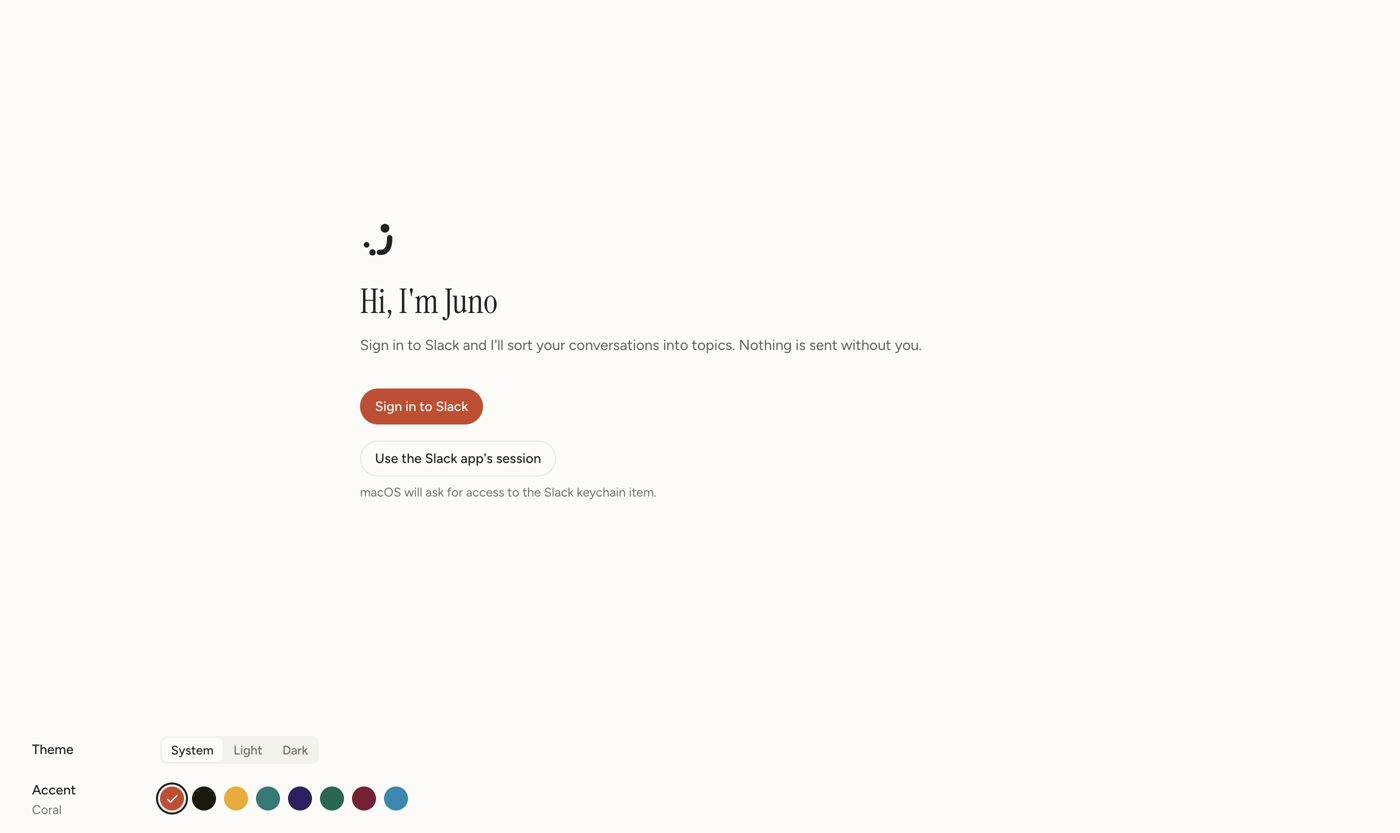 Hi, I'm Juno
Sign in to Slack and I'll sort your conversations into topics. Nothing is sent without you.
Sign in to Slack
Use the Slack app's session
macOS will ask for access to the Slack keychain item.
Theme
System Light Dark
Accent
Coral